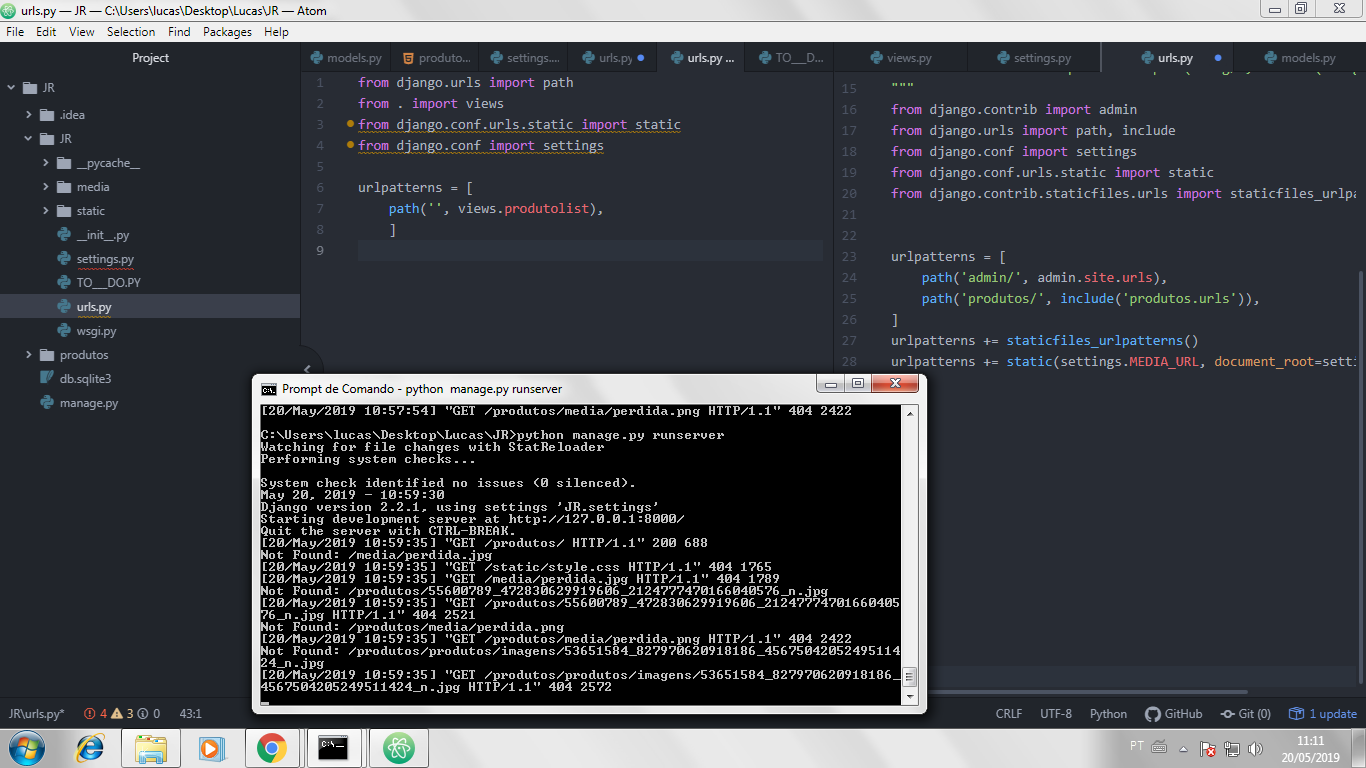 urls.py — JR — C:\Users\lucas\Desktop\Lucas\JR — Atom
File Edit View Selection Find Packages Help
Project
JR
.idea
JR
__pycache__
media
static
__init__.py
settings.py
TO___DO.PY
urls.py
wsgi.py
produtos
db.sqlite3
manage.py
models.py produto... settings.... urls.py urls.py ... TO___D...
1 from django.urls import path
2 from . import views
3 from django.conf.urls.static import static
4 from django.conf import settings
5
6 urlpatterns = [
7 path('', views.produtolist),
8 ]
9
views.py settings.py urls.py models.py
15 """
16 from django.contrib import admin
17 from django.urls import path, include
18 from django.conf import settings
19 from django.conf.urls.static import static
20 from django.contrib.staticfiles.urls import staticfiles_urlpa
21
22
23 urlpatterns = [
24 path('admin/', admin.site.urls),
25 path('produtos/', include('produtos.urls')),
26 ]
27 urlpatterns += staticfiles_urlpatterns()
28 urlpatterns += static(settings.MEDIA_URL, document_root=setti
Prompt de Comando - python manage.py runserver
[20/May/2019 10:57:54] "GET /produtos/media/perdida.png HTTP/1.1" 404 2422
C:\Users\lucas\Desktop\Lucas\JR>python manage.py runserver
Watching for file changes with StatReloader
Performing system checks...
System check identified no issues (0 silenced).
May 20, 2019 - 10:59:30
Django version 2.2.1, using settings 'JR.settings'
Starting development server at http://127.0.0.1:8000/
Quit the server with CTRL-BREAK.
[20/May/2019 10:59:35] "GET /produtos/ HTTP/1.1" 200 688
Not Found: /media/perdida.jpg
[20/May/2019 10:59:35] "GET /static/style.css HTTP/1.1" 404 1765
[20/May/2019 10:59:35] "GET /media/perdida.jpg HTTP/1.1" 404 1789
Not Found: /produtos/55600789_472830629919606_2124777470166040576_n.jpg
[20/May/2019 10:59:35] "GET /produtos/55600789_472830629919606_21247774701660405
76_n.jpg HTTP/1.1" 404 2521
Not Found: /produtos/media/perdida.png
[20/May/2019 10:59:35] "GET /produtos/media/perdida.png HTTP/1.1" 404 2422
Not Found: /produtos/produtos/imagens/53651584_827970620918186_45675042052495114
24_n.jpg
[20/May/2019 10:59:35] "GET /produtos/produtos/imagens/53651584_827970620918186_
4567504205249511424_n.jpg HTTP/1.1" 404 2572
JR\urls.py* 4 3 0 43:1
CRLF UTF-8 Python GitHub Git (0) 1 update
PT
11:11
20/05/2019